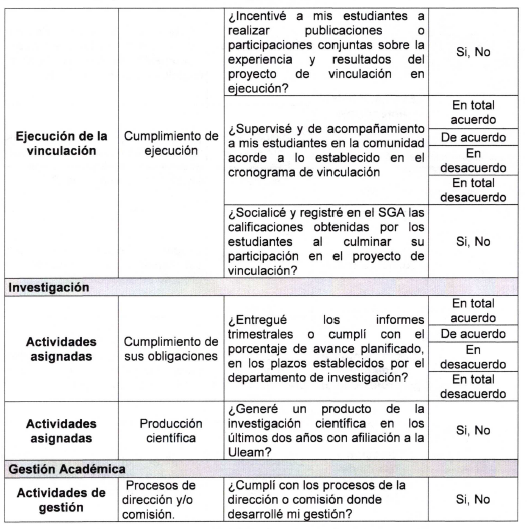 ¿Incentivé a mis estudiantes a
realizar publicaciones o
participaciones conjuntas sobre la
experiencia y resultados del
proyecto de vinculación en
ejecución?
Si, No
Ejecución de la
vinculación
Cumplimiento de
ejecución
¿Supervisé y de acompañamiento
a mis estudiantes en la comunidad
acorde a lo establecido en el
cronograma de vinculación
En total
acuerdo
De acuerdo
En
desacuerdo
En total
desacuerdo
¿Socialicé y registré en el SGA las
calificaciones obtenidas por los
estudiantes al culminar su
participación en el proyecto de
vinculación?
Si, No
Investigación
Actividades
asignadas
Cumplimiento de
sus obligaciones
¿Entregué los informes
trimestrales o cumplí con el
porcentaje de avance planificado,
en los plazos establecidos por el
departamento de investigación?
En total
acuerdo
De acuerdo
En
desacuerdo
En total
desacuerdo
Actividades
asignadas
Producción
científica
¿Generé un producto de la
investigación científica en los
últimos dos años con afiliación a la
Uleam?
Si, No
Gestión Académica
Actividades de
gestión
Procesos de
dirección y/o
comisión.
¿Cumplí con los procesos de la
dirección o comisión donde
desarrollé mi gestión?
Si, No